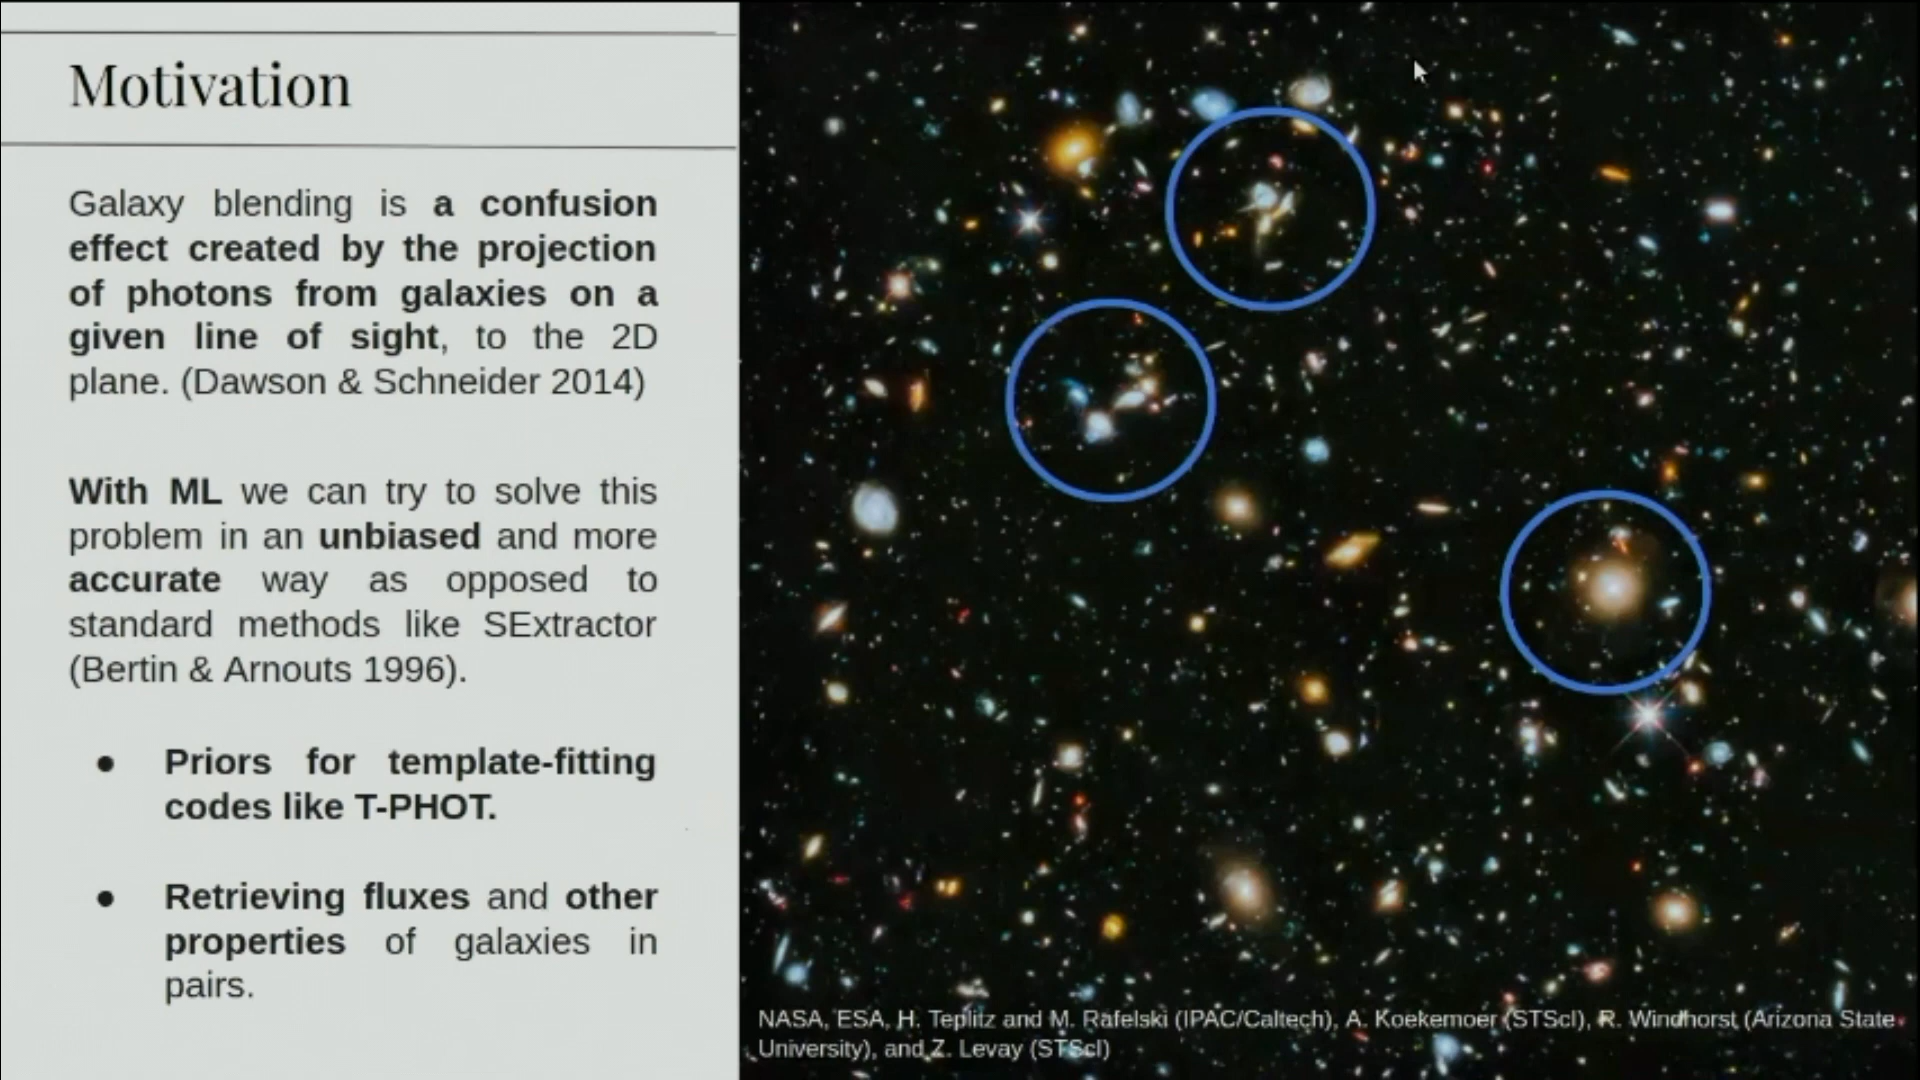 Motivation
Galaxy blending is a confusion
effect created by the projection
of photons from galaxies on a
given line of sight, to the 2D
plane. (Dawson & Schneider 2014)
With ML we can try to solve this
problem in an unbiased and more
accurate way as opposed to
standard methods like SExtractor
(Bertin & Arnouts 1996).
● Priors for template-fitting
codes like T-PHOT.
● Retrieving fluxes and other
properties of galaxies in
pairs.
NASA, ESA, H. Teplitz and M. Rafelski (IPAC/Caltech), A. Koekemoer (STScI), R. Windhorst (Arizona State
University), and Z. Levay (STScI)